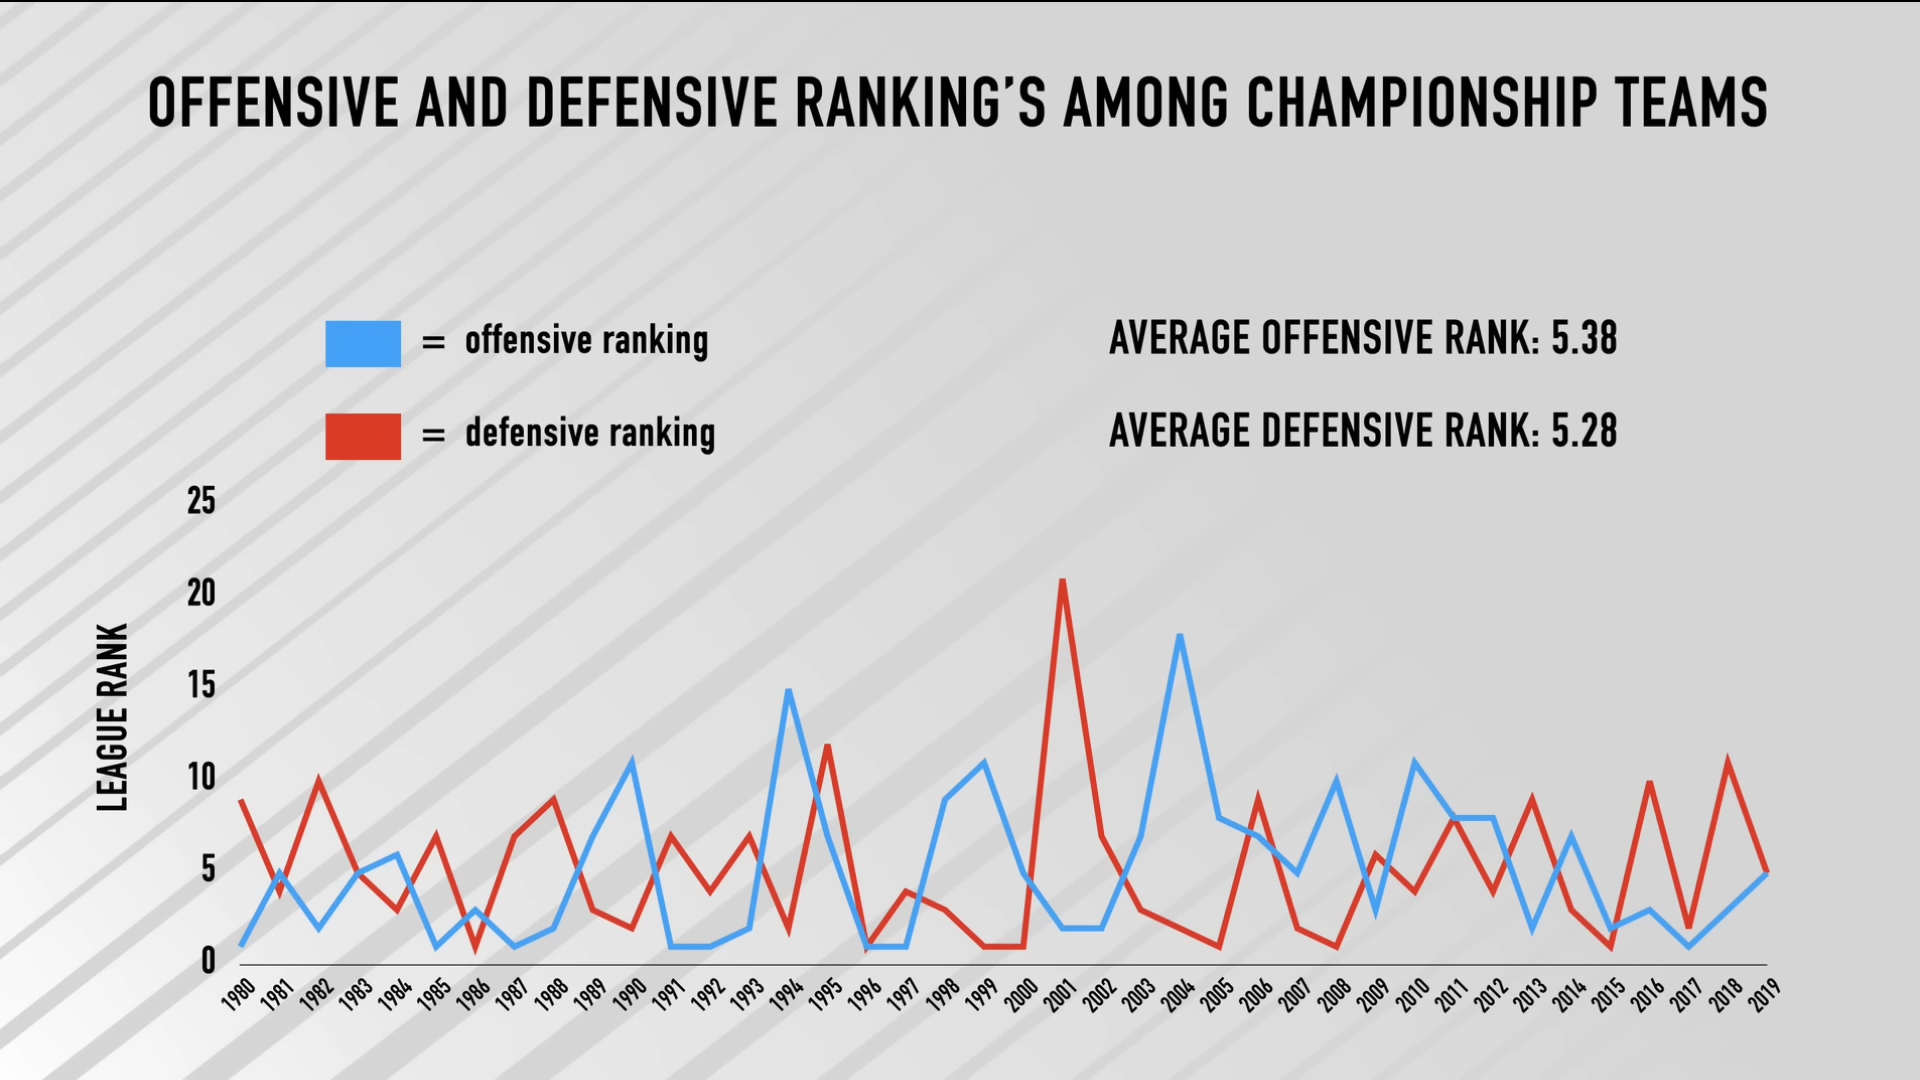 OFFENSIVE AND DEFENSIVE RANKING'S AMONG CHAMPIONSHIP TEAMS
= offensive ranking
AVERAGE OFFENSIVE RANK: 5.38
= defensive ranking
AVERAGE DEFENSIVE RANK: 5.28
LEAGUE RANK
25
20
15
10
5
0
1980 1981 1982 1983 1984 1985 1986 1987 1988 1989 1990 1991 1992 1993 1994 1995 1996 1997 1998 1999 2000 2001 2002 2003 2004 2005 2006 2007 2008 2009 2010 2011 2012 2013 2014 2015 2016 2017 2018 2019